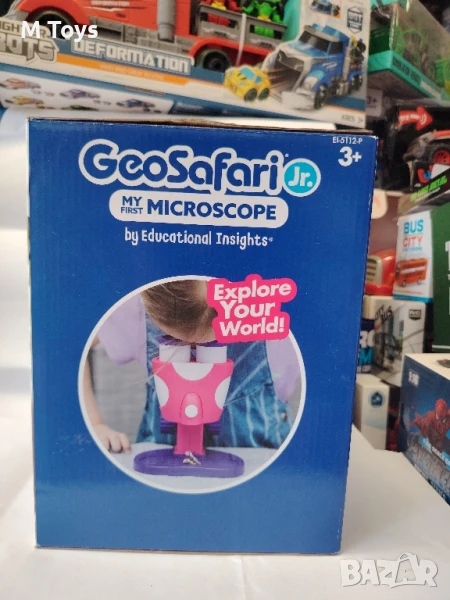 M Toys
BOTS
DEFORMATION
EI-5112-P
3+
GeoSafari® Jr.
MY FIRST MICROSCOPE
by Educational Insights®
Explore
Your
World!
BUS
CITY
BAZAR